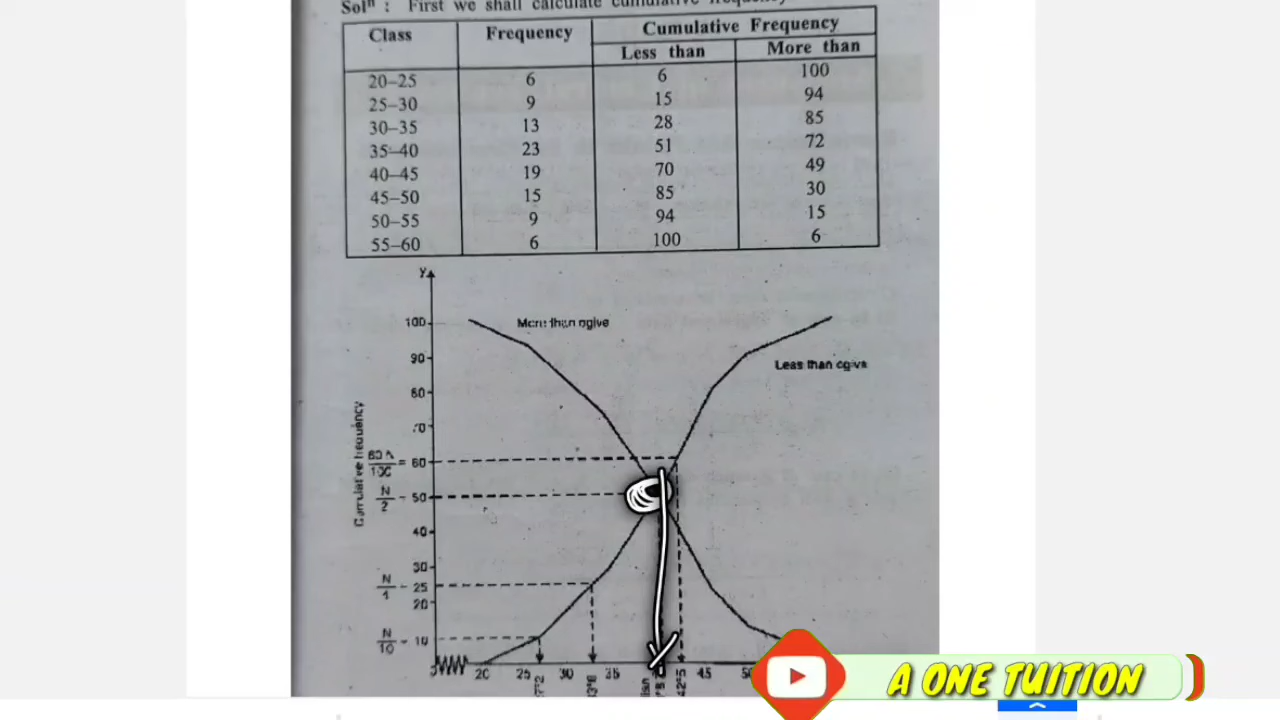 Solⁿ : First we shall calculate cumulative frequency
Class Frequency Cumulative Frequency
Less than More than
20–25 6 6 100
25–30 9 15 94
30–35 13 28 85
35–40 23 51 72
40–45 19 70 49
45–50 15 85 30
50–55 9 94 15
55–60 6 100 6
Y
100
More than ogive
90
Less than ogive
80
70
Cumulative frequency
60 N/100 = 60
N/2 – 50
40
30
N/4 – 25
20
N/10 – 10
20 25 30 35 45
42·5
A ONE TUITION